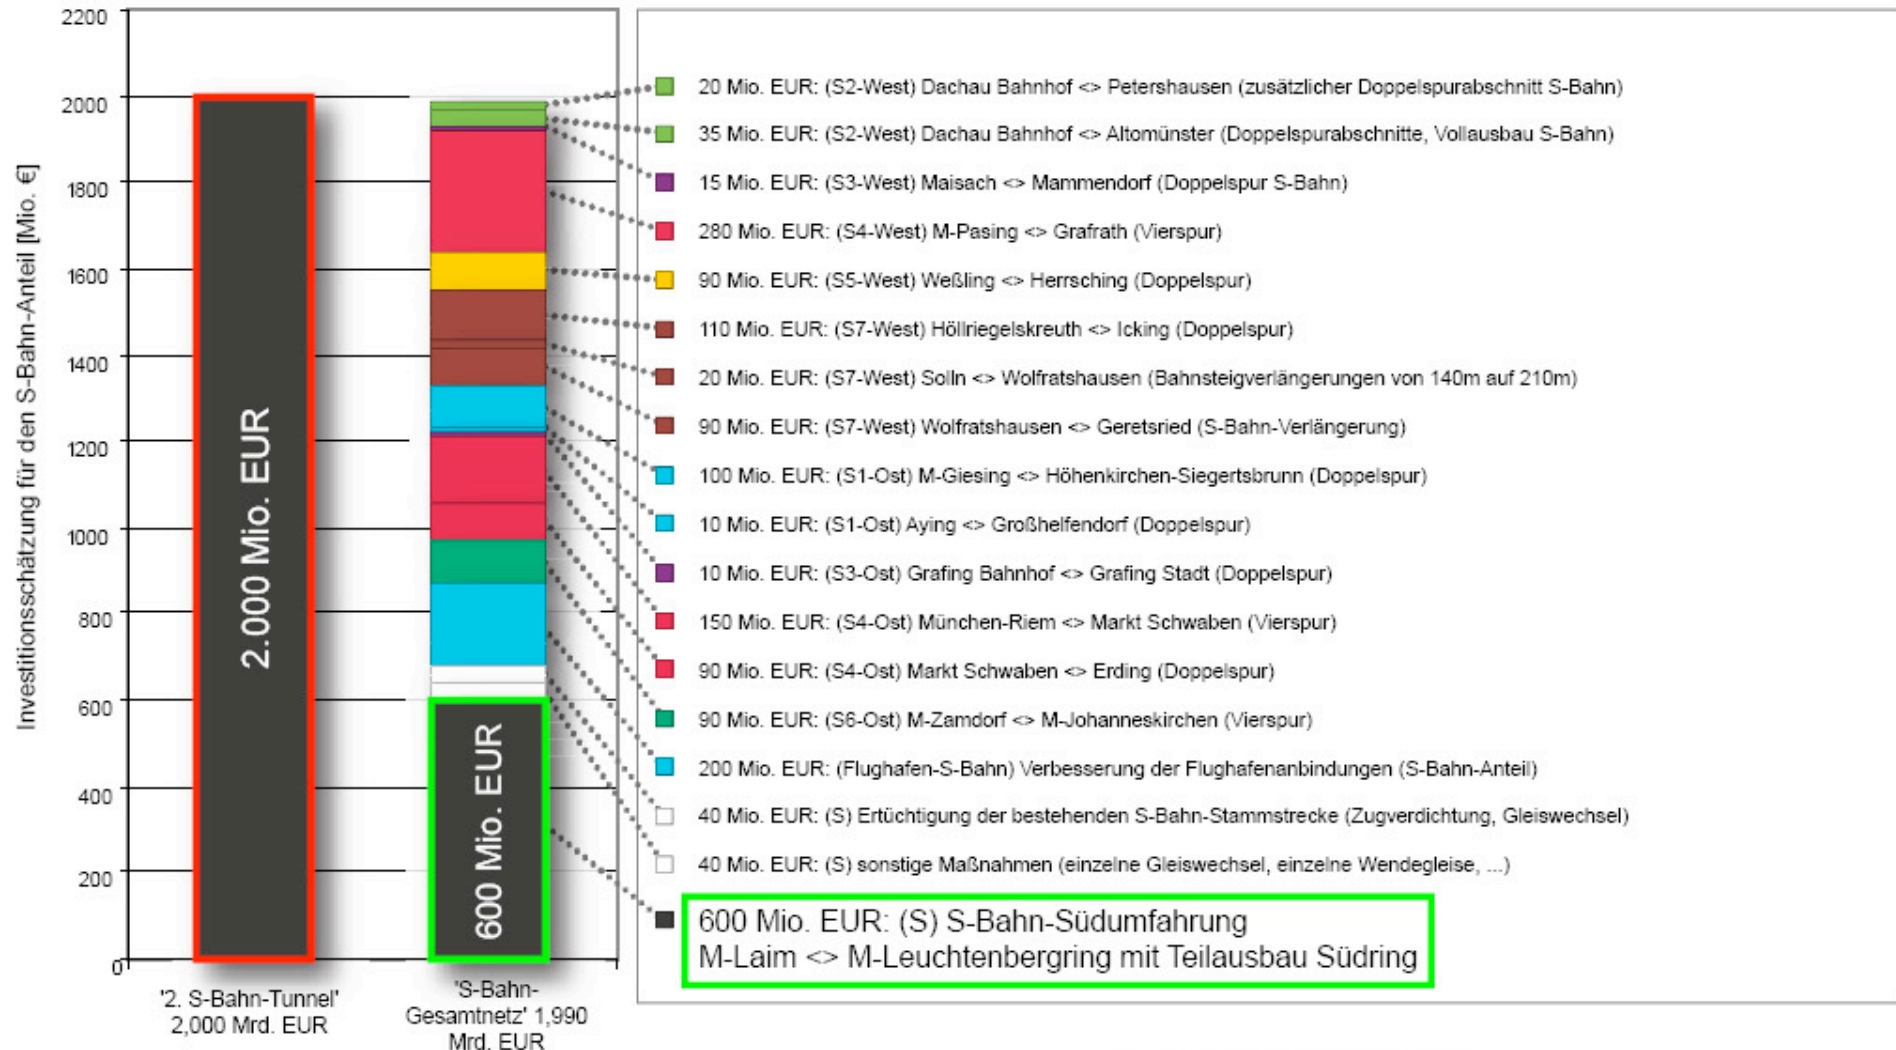 Investitionsschätzung für den S-Bahn-Anteil [Mio. €]
2200
2000
1800
1600
1400
1200
1000
800
600
400
200
0
2.000 Mio. EUR
600 Mio. EUR
'2. S-Bahn-Tunnel'
2,000 Mrd. EUR
'S-Bahn-
Gesamtnetz' 1,990
Mrd. EUR
20 Mio. EUR: (S2-West) Dachau Bahnhof <> Petershausen (zusätzlicher Doppelspurabschnitt S-Bahn)
35 Mio. EUR: (S2-West) Dachau Bahnhof <> Altomünster (Doppelspurabschnitte, Vollausbau S-Bahn)
15 Mio. EUR: (S3-West) Maisach <> Mammendorf (Doppelspur S-Bahn)
280 Mio. EUR: (S4-West) M-Pasing <> Grafrath (Vierspur)
90 Mio. EUR: (S5-West) Weßling <> Herrsching (Doppelspur)
110 Mio. EUR: (S7-West) Höllriegelskreuth <> Icking (Doppelspur)
20 Mio. EUR: (S7-West) Solln <> Wolfratshausen (Bahnsteigverlängerungen von 140m auf 210m)
90 Mio. EUR: (S7-West) Wolfratshausen <> Geretsried (S-Bahn-Verlängerung)
100 Mio. EUR: (S1-Ost) M-Giesing <> Höhenkirchen-Siegertsbrunn (Doppelspur)
10 Mio. EUR: (S1-Ost) Aying <> Großhelfendorf (Doppelspur)
10 Mio. EUR: (S3-Ost) Grafing Bahnhof <> Grafing Stadt (Doppelspur)
150 Mio. EUR: (S4-Ost) München-Riem <> Markt Schwaben (Vierspur)
90 Mio. EUR: (S4-Ost) Markt Schwaben <> Erding (Doppelspur)
90 Mio. EUR: (S6-Ost) M-Zamdorf <> M-Johanneskirchen (Vierspur)
200 Mio. EUR: (Flughafen-S-Bahn) Verbesserung der Flughafenanbindungen (S-Bahn-Anteil)
40 Mio. EUR: (S) Ertüchtigung der bestehenden S-Bahn-Stammstrecke (Zugverdichtung, Gleiswechsel)
40 Mio. EUR: (S) sonstige Maßnahmen (einzelne Gleiswechsel, einzelne Wendegleise, ...)
600 Mio. EUR: (S) S-Bahn-Südumfahrung
M-Laim <> M-Leuchtenbergring mit Teilausbau Südring